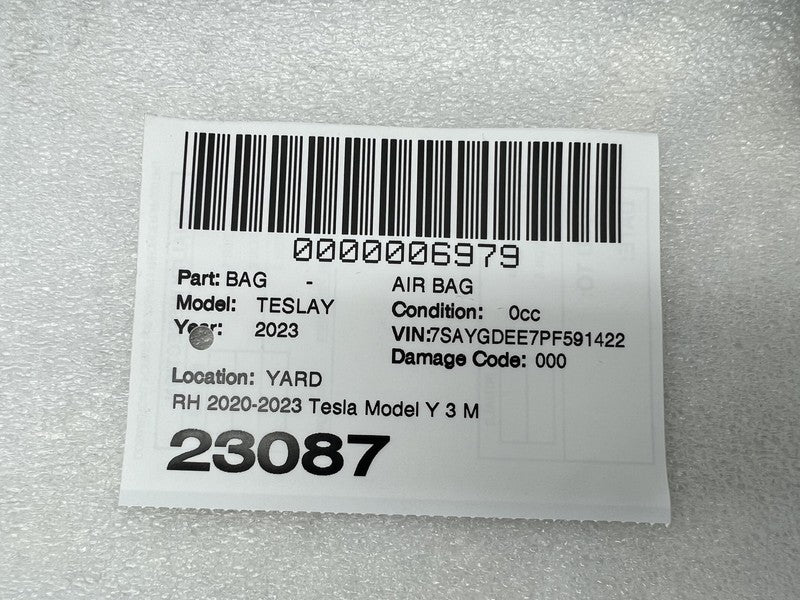 0000006979
Part: BAG - AIR BAG
Model: TESLAY Condition: 0cc
Year: 2023 VIN:7SAYGDEE7PF591422
Damage Code: 000
Location: YARD
RH 2020-2023 Tesla Model Y 3 M
23087